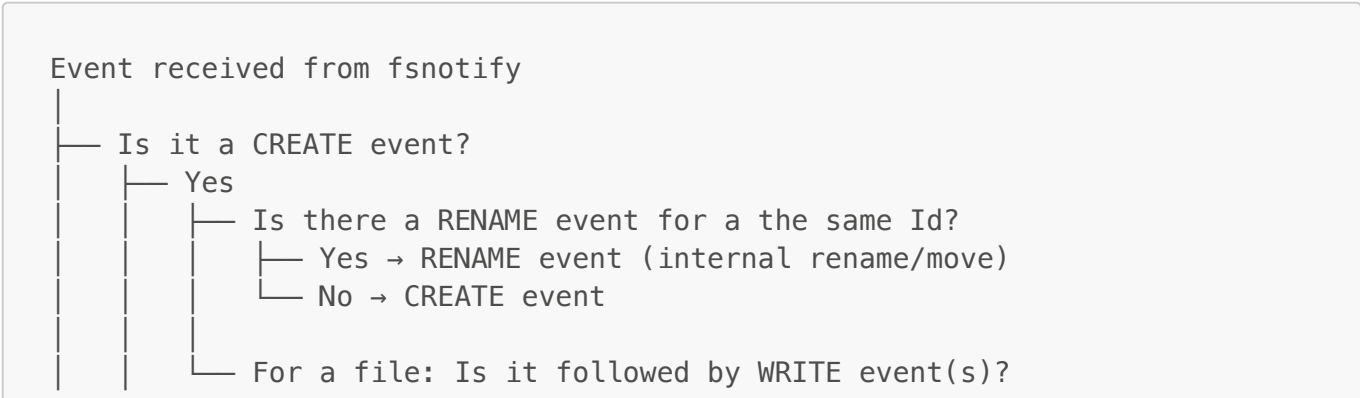 Event received from fsnotify
│
├── Is it a CREATE event?
│   ├── Yes
│   │   ├── Is there a RENAME event for a the same Id?
│   │   │   ├── Yes → RENAME event (internal rename/move)
│   │   │   └── No → CREATE event
│   │   │
│   │   └── For a file: Is it followed by WRITE event(s)?